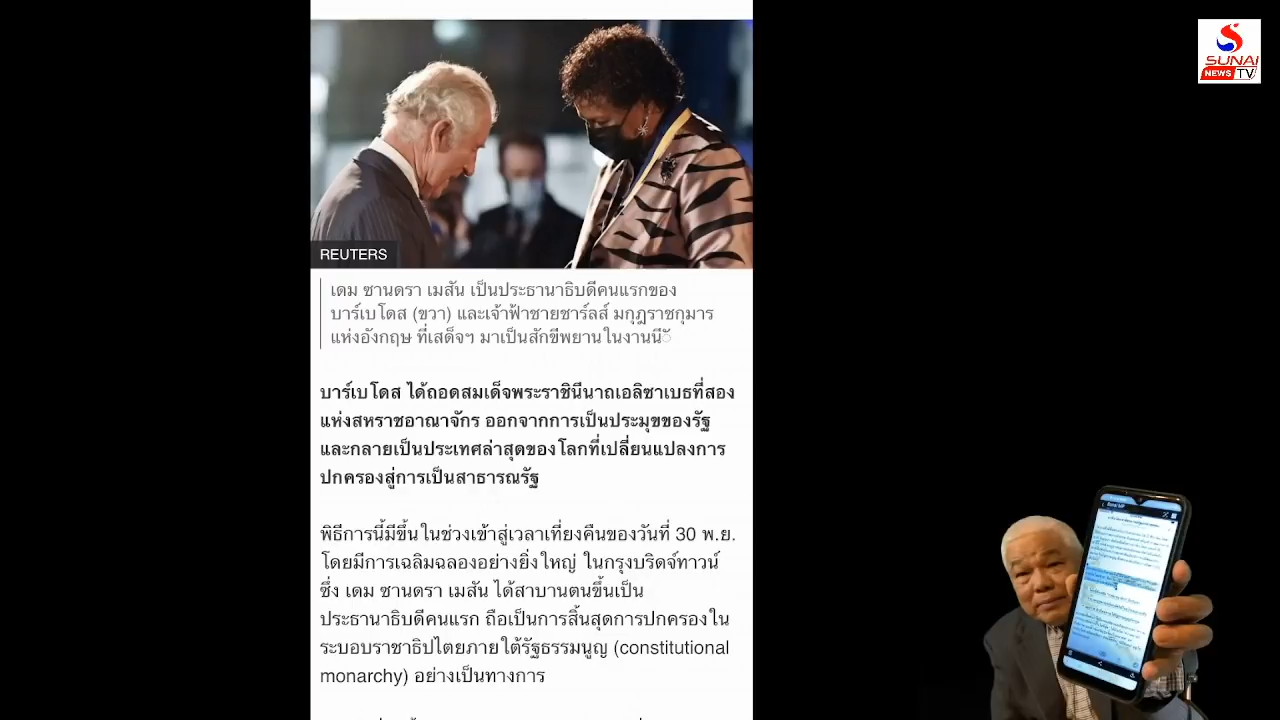 SUNAI
NEWS TV
REUTERS
เดม ซานดรา เมสัน เป็นประธานาธิบดีคนแรกของ
บาร์เบโดส (ขวา) และเจ้าฟ้าชายชาร์ลส์ มกุฎราชกุมาร
แห่งอังกฤษ ที่เสด็จฯ มาเป็นสักขีพยานในงานนีั
บาร์เบโดส ได้ถอดสมเด็จพระราชินีนาถเอลิซาเบธที่สอง
แห่งสหราชอาณาจักร ออกจากการเป็นประมุขของรัฐ
และกลายเป็นประเทศล่าสุดของโลกที่เปลี่ยนแปลงการ
ปกครองสู่การเป็นสาธารณรัฐ
พิธีการนี้มีขึ้นในช่วงเข้าสู่เวลาเที่ยงคืนของวันที่ 30 พ.ย.
โดยมีการเฉลิมฉลองอย่างยิ่งใหญ่ ในกรุงบริดจ์ทาวน์
ซึ่ง เดม ซานดรา เมสัน ได้สาบานตนขึ้นเป็น
ประธานาธิบดีคนแรก ถือเป็นการสิ้นสุดการปกครองใน
ระบอบราชาธิปไตยภายใต้รัฐธรรมนูญ (constitutional
monarchy) อย่างเป็นทางการ